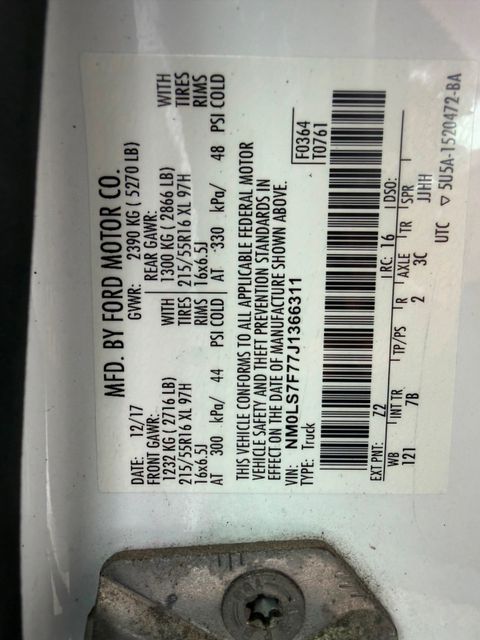 MFD. BY FORD MOTOR CO.
DATE: 12/17 GVWR: 2390 KG ( 5270 LB)
FRONT GAWR: REAR GAWR:
1232 KG ( 2716 LB) WITH 1300 KG ( 2866 LB) WITH
215/55R16 XL 97H TIRES 215/55R16 XL 97H TIRES
16x6.5J RIMS 16x6.5J RIMS
AT 300 kPa/ 44 PSI COLD AT 330 kPa/ 48 PSI COLD
THIS VEHICLE CONFORMS TO ALL APPLICABLE FEDERAL MOTOR
VEHICLE SAFETY AND THEFT PREVENTION STANDARDS IN
EFFECT ON THE DATE OF MANUFACTURE SHOWN ABOVE.
VIN: NM0LS7F77J1366311
TYPE: Truck
F0364
T0761
EXT PNT: Z2 RC: 16 DSO:
WB INT TR TP/PS R AXLE TR SPR
121 7B 2 3C JJHH
UTC ▽ 5U5A-1520472-BA